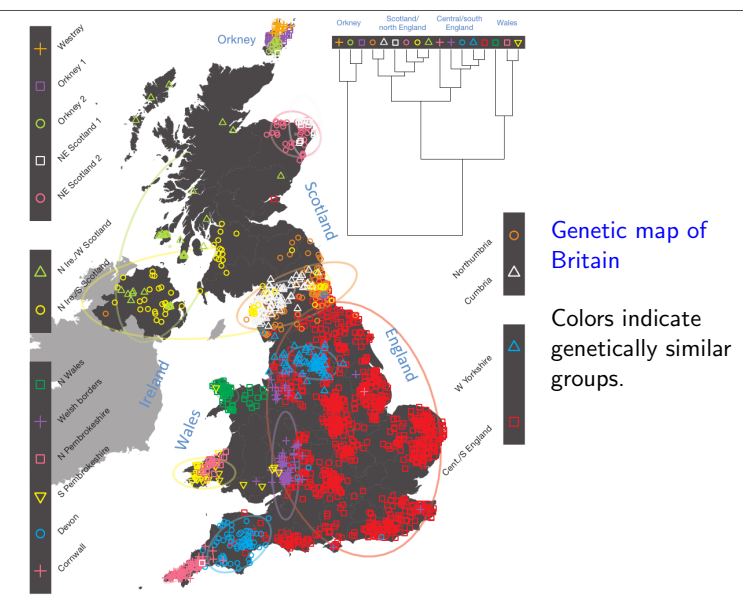 Westray
Orkney 1
Orkney 2
NE Scotland 1
NE Scotland 2
N Ire./W Scotland
N Ire./S Scotland
N Wales
Welsh borders
N Pembrokeshire
S Pembrokeshire
Devon
Cornwall
Orkney
Scotland
England
Ireland
Wales
Orkney
Scotland/
north England
Central/south
England
Wales
Northumbria
Cumbria
W Yorkshire
Cent./S England
Genetic map of
Britain
Colors indicate
genetically similar
groups.